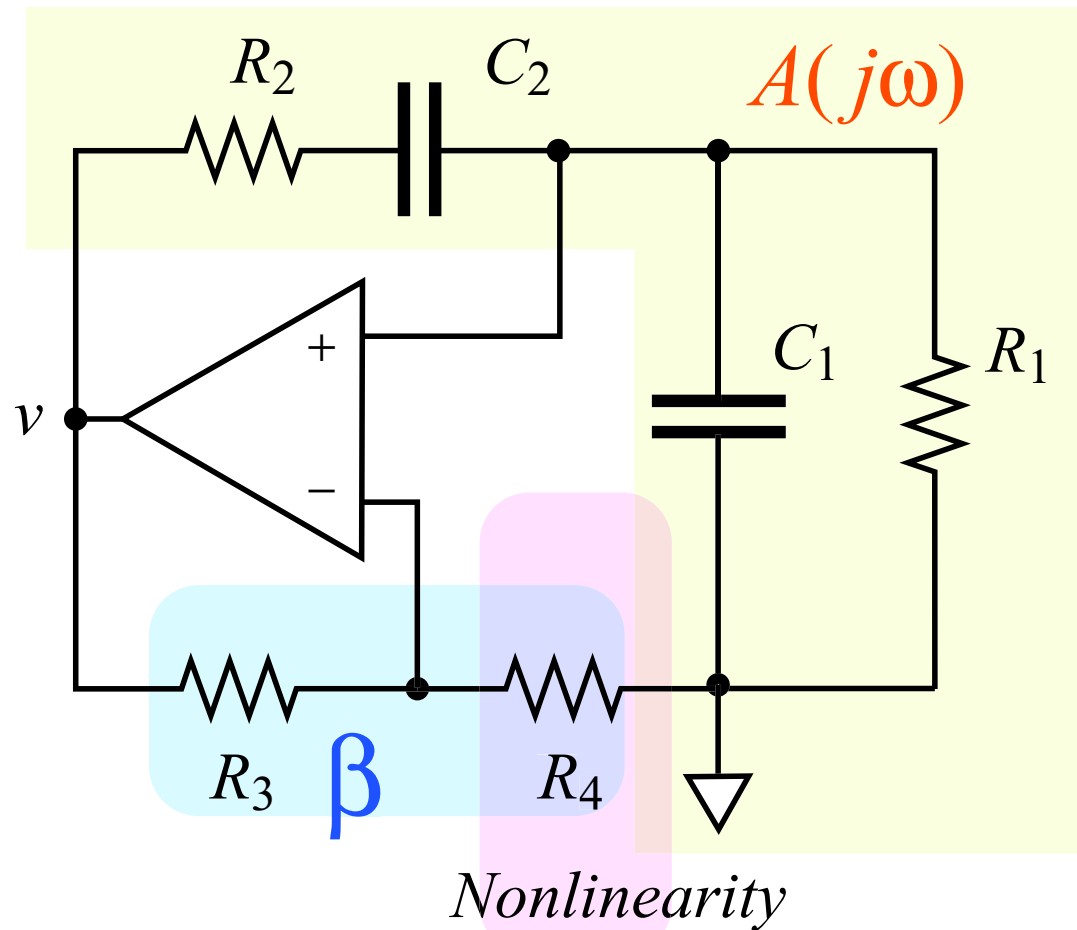 R₂
C₂
A(jω)
+
C₁
R₁
v
−
R₃
β
R₄
Nonlinearity